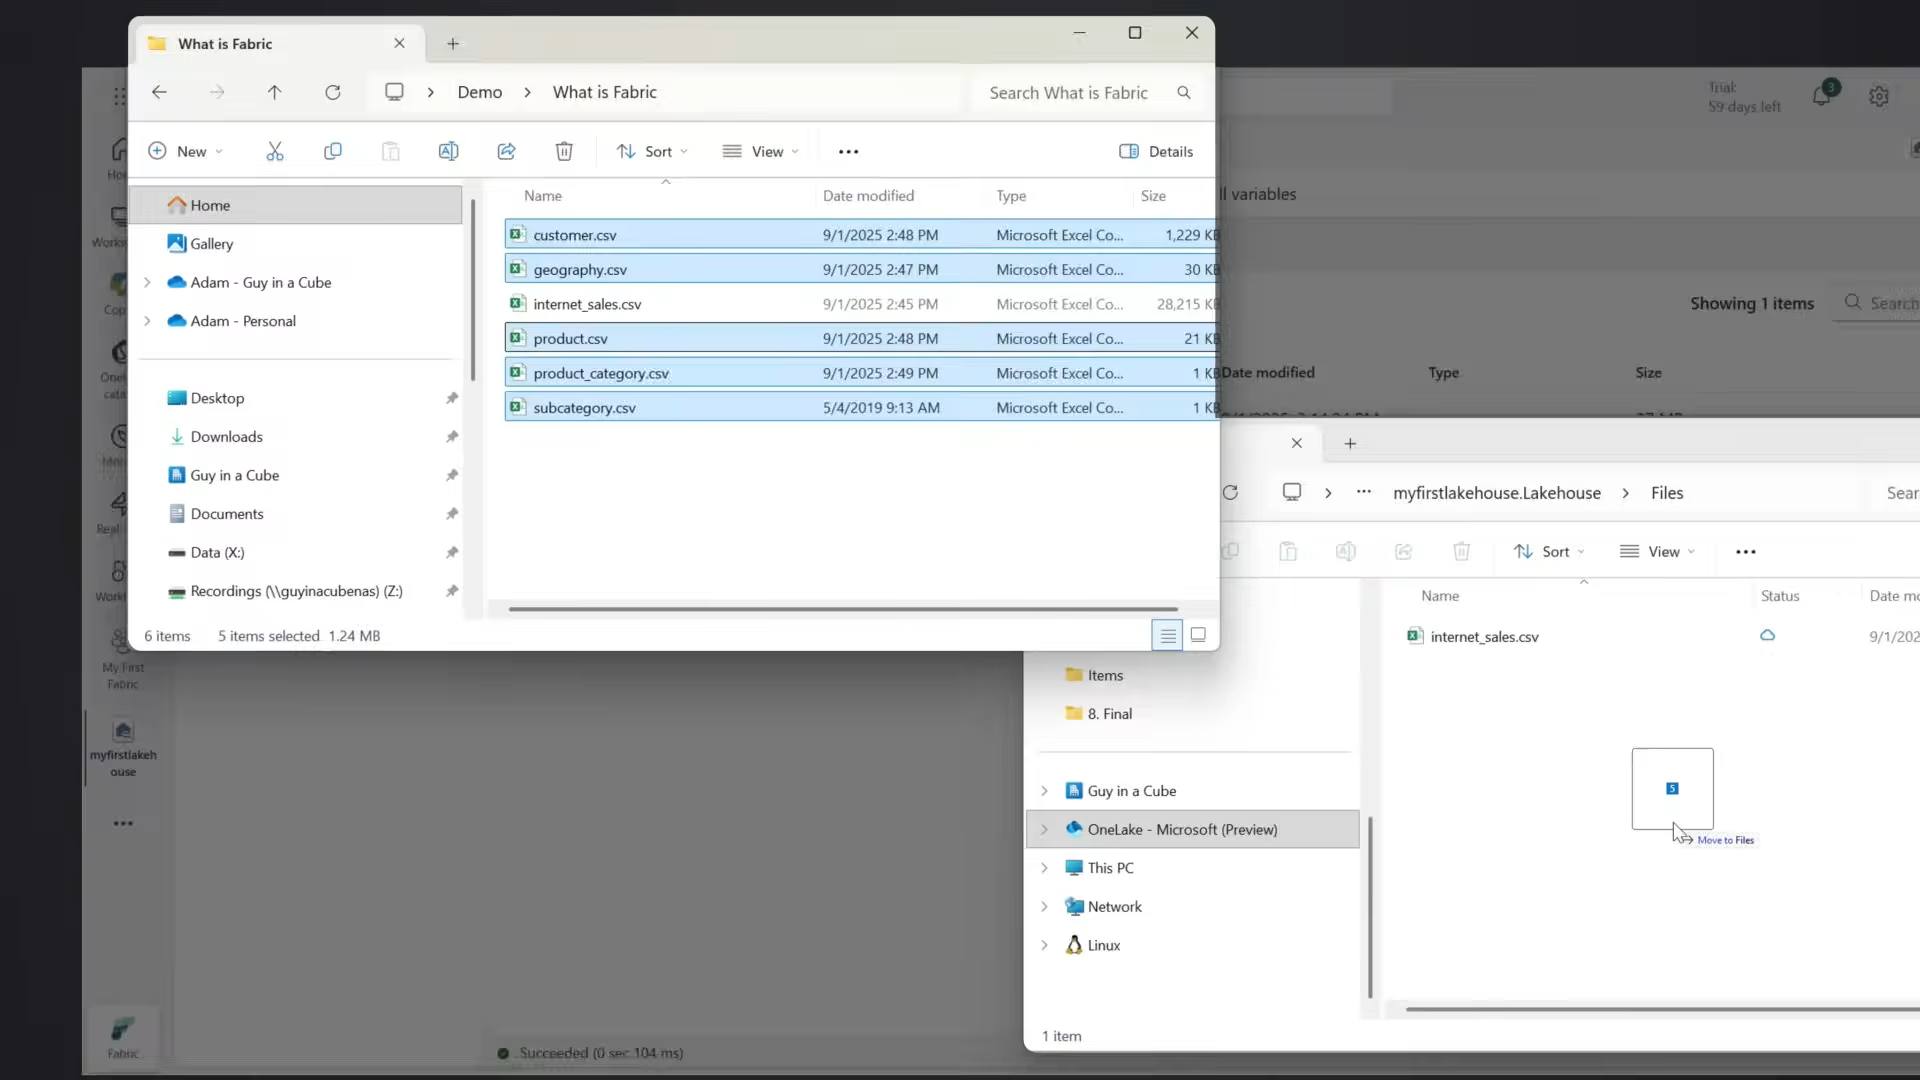 What is Fabric
Demo
What is Fabric
Search What is Fabric
New
Sort
View
Details
Home
Gallery
Adam - Guy in a Cube
Adam - Personal
Desktop
Downloads
Guy in a Cube
Documents
Data (X:)
Recordings (\\guyinacubenas) (Z:)
Name Date modified Type Size
customer.csv 9/1/2025 2:48 PM Microsoft Excel Co... 1,229 KB
geography.csv 9/1/2025 2:47 PM Microsoft Excel Co... 30 KB
internet_sales.csv 9/1/2025 2:45 PM Microsoft Excel Co... 28,215 KB
product.csv 9/1/2025 2:48 PM Microsoft Excel Co... 21 KB
product_category.csv 9/1/2025 2:49 PM Microsoft Excel Co... 1 KB
subcategory.csv 5/4/2019 9:13 AM Microsoft Excel Co... 1 KB
6 items 5 items selected 1.24 MB
Trial:
59 days left
3
variables
Showing 1 items
Search
Date modified Type Size
myfirstlakehouse.Lakehouse
Files
Sort
View
Name Status
internet_sales.csv
Items
8. Final
Guy in a Cube
OneLake - Microsoft (Preview)
This PC
Network
Linux
5
Move to Files
1 item
My First
Fabric
myfirstlakeh
ouse
Fabric
Succeeded (0 sec 104 ms)